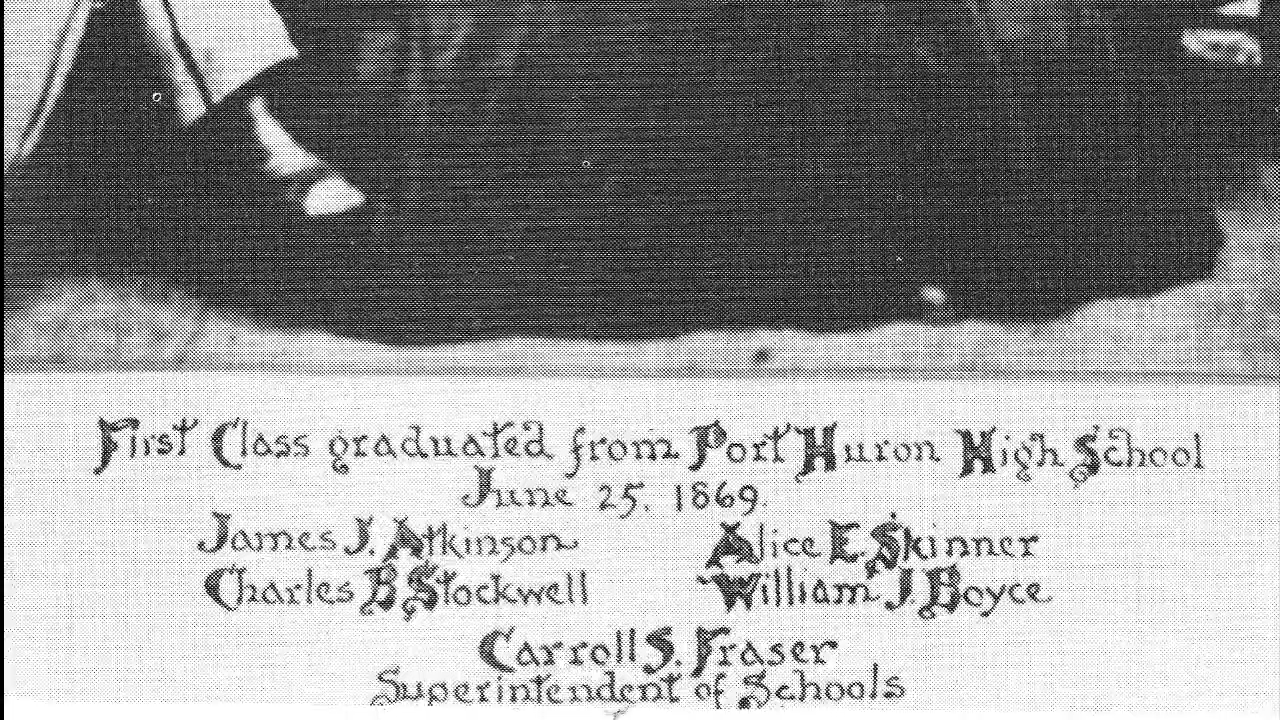 First Class graduated from Port Huron High School
June 25, 1869.
James J. Atkinson Alice E. Skinner
Charles B Stockwell William J. Boyce
Carroll S. Fraser
Superintendent of Schools